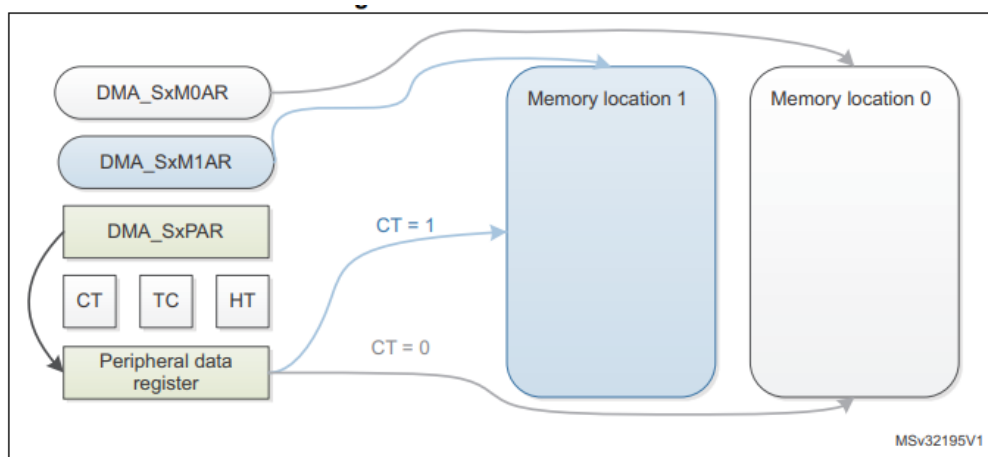 DMA_SxM0AR
Memory location 1
Memory location 0
DMA_SxM1AR
DMA_SxPAR
CT = 1
CT
TC
HT
CT = 0
Peripheral data
register
MSv32195V1